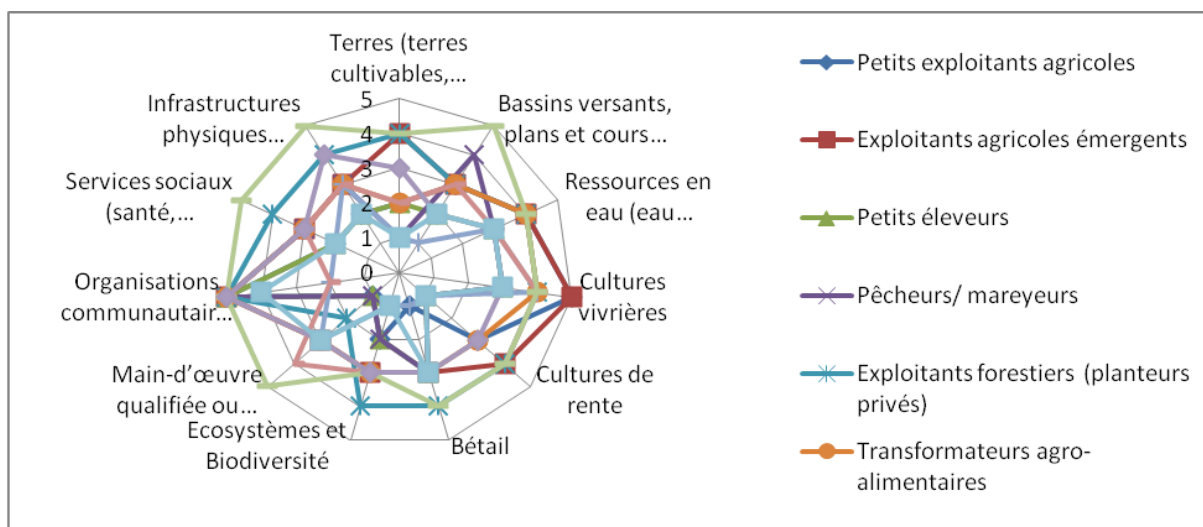 Terres (terres
cultivables,...
Bassins versants,
plans et cours...
Ressources en
eau (eau...
Cultures
vivrières
Cultures de
rente
Bétail
Ecosystèmes et
Biodiversité
Main-d'œuvre
qualifiée ou...
Organisations
communautair...
Services sociaux
(santé,...
Infrastructures
physiques...
5
4
3
2
1
0
Petits exploitants agricoles
Exploitants agricoles émergents
Petits éleveurs
Pêcheurs/ mareyeurs
Exploitants forestiers (planteurs
privés)
Transformateurs agro-
alimentaires